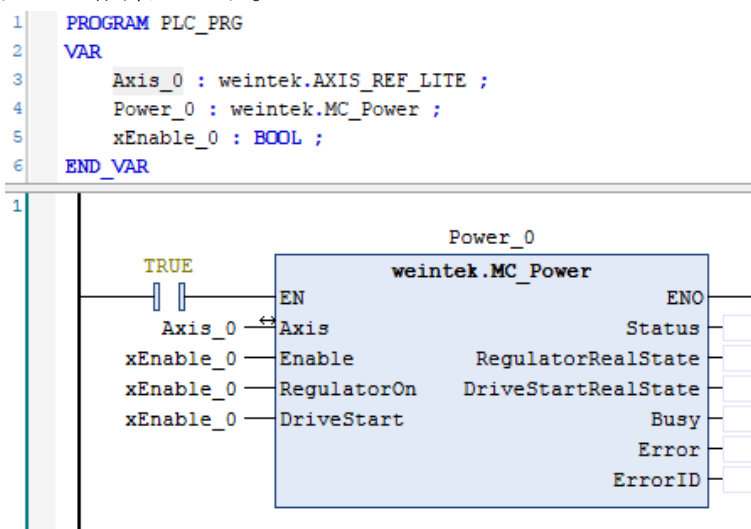 1 PROGRAM PLC_PRG
2 VAR
3 Axis_0 : weintek.AXIS_REF_LITE ;
4 Power_0 : weintek.MC_Power ;
5 xEnable_0 : BOOL ;
6 END_VAR
1
Power_0
TRUE
weintek.MC_Power
EN ENO
Axis_0 Axis Status
xEnable_0 Enable RegulatorRealState
xEnable_0 RegulatorOn DriveStartRealState
xEnable_0 DriveStart Busy
Error
ErrorID